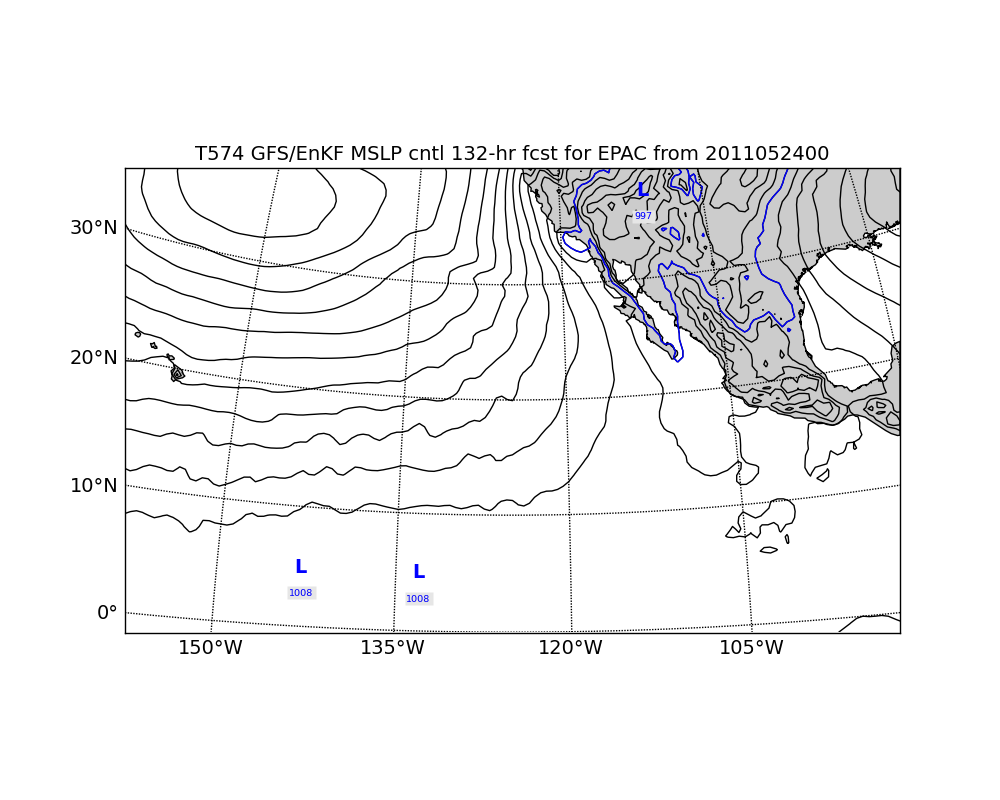 T574 GFS/EnKF MSLP cntl 132-hr fcst for EPAC from 2011052400
L
997
30°N
20°N
10°N
L
L
1008
1008
0°
150°W 135°W 120°W 105°W